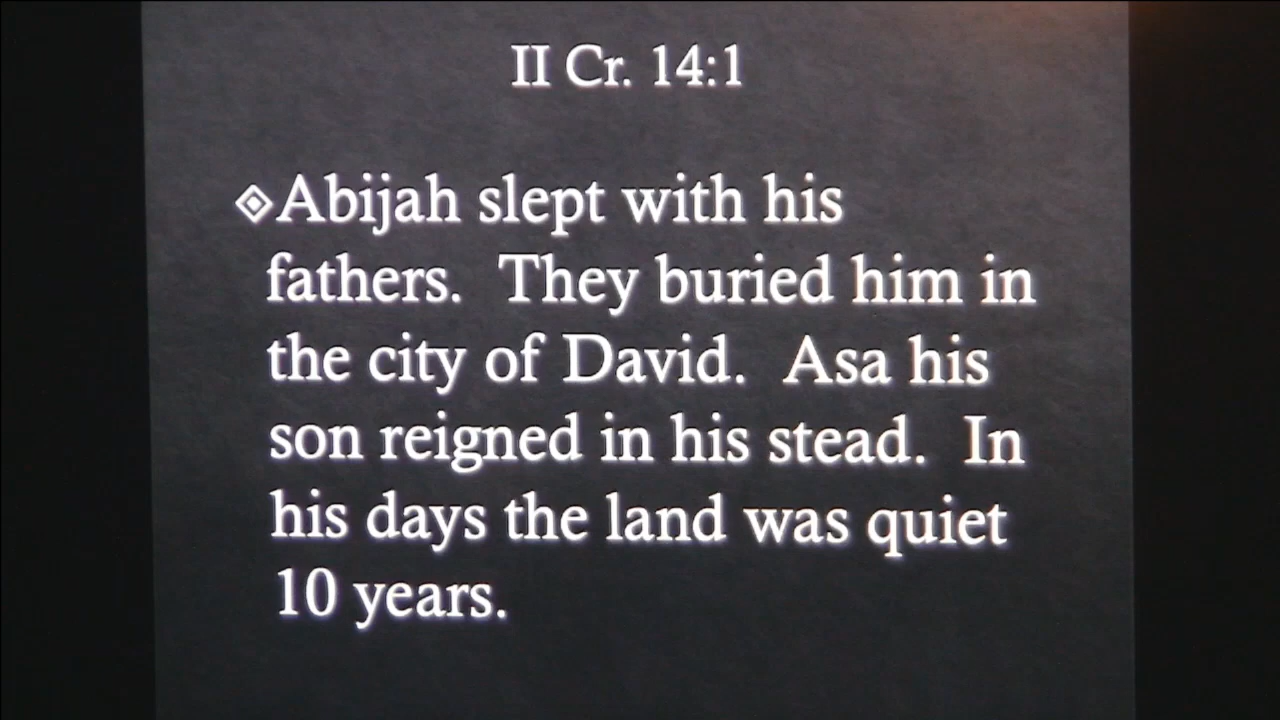 II Cr. 14:1
Abijah slept with his
fathers. They buried him in
the city of David. Asa his
son reigned in his stead. In
his days the land was quiet
10 years.